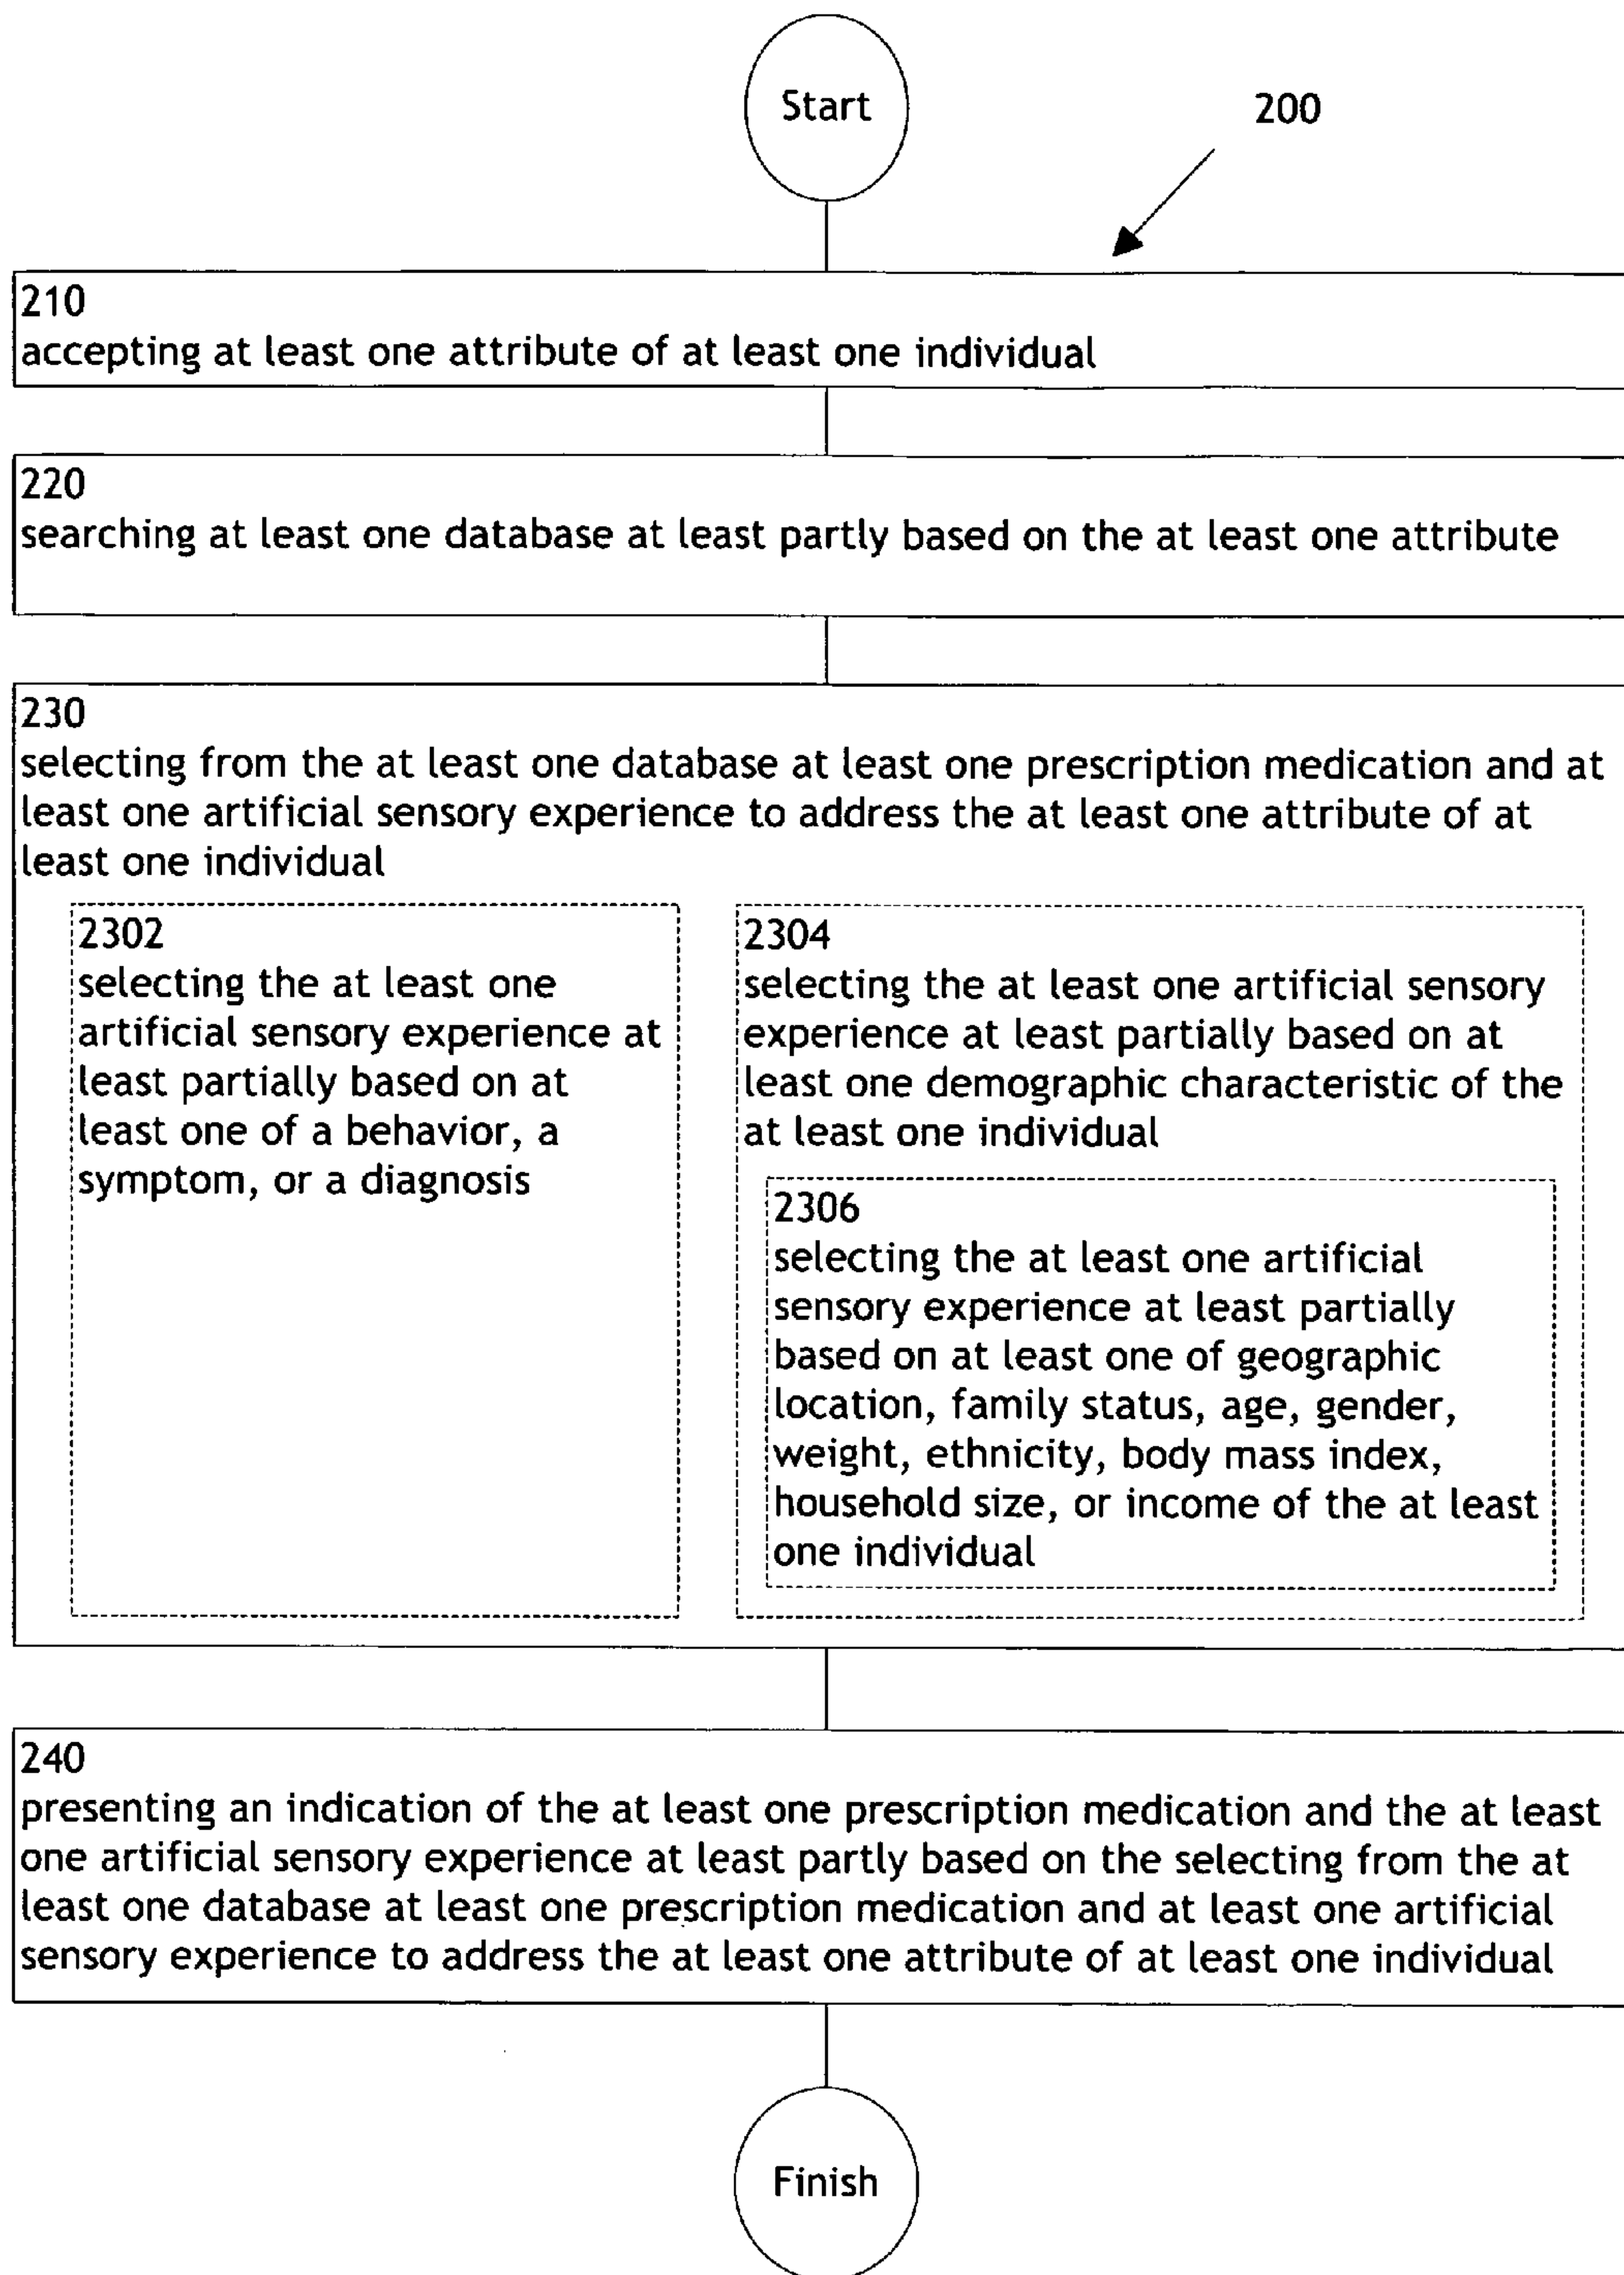 Start
200
210
accepting at least one attribute of at least one individual
220
searching at least one database at least partly based on the at least one attribute
230
selecting from the at least one database at least one prescription medication and at
least one artificial sensory experience to address the at least one attribute of at
least one individual
2302
selecting the at least one
artificial sensory experience at
least partially based on at
least one of a behavior, a
symptom, or a diagnosis
2304
selecting the at least one artificial sensory
experience at least partially based on at
least one demographic characteristic of the
at least one individual
2306
selecting the at least one artificial
sensory experience at least partially
based on at least one of geographic
location, family status, age, gender,
weight, ethnicity, body mass index,
household size, or income of the at least
one individual
240
presenting an indication of the at least one prescription medication and the at least
one artificial sensory experience at least partly based on the selecting from the at
least one database at least one prescription medication and at least one artificial
sensory experience to address the at least one attribute of at least one individual
Finish